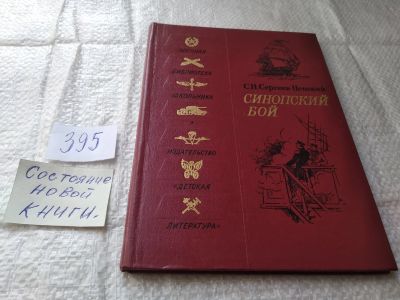 395
Состояние
новой
книги.
ВОЕННАЯ
БИБЛИОТЕКА
ШКОЛЬНИКА
ИЗДАТЕЛЬСТВО
«ДЕТСКАЯ
ЛИТЕРАТУРА»
С.Н. Сергеев-Ценский
СИНОПСКИЙ
БОЙ